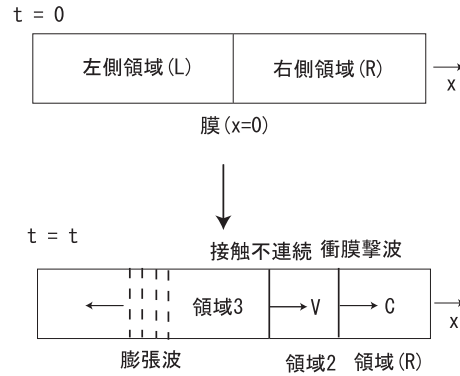 t = 0
左側領域(L)
右側領域(R)
x
膜(x=0)
t = t
接触不連続
衝膜撃波
領域3
V
C
x
膨張波
領域2
領域(R)